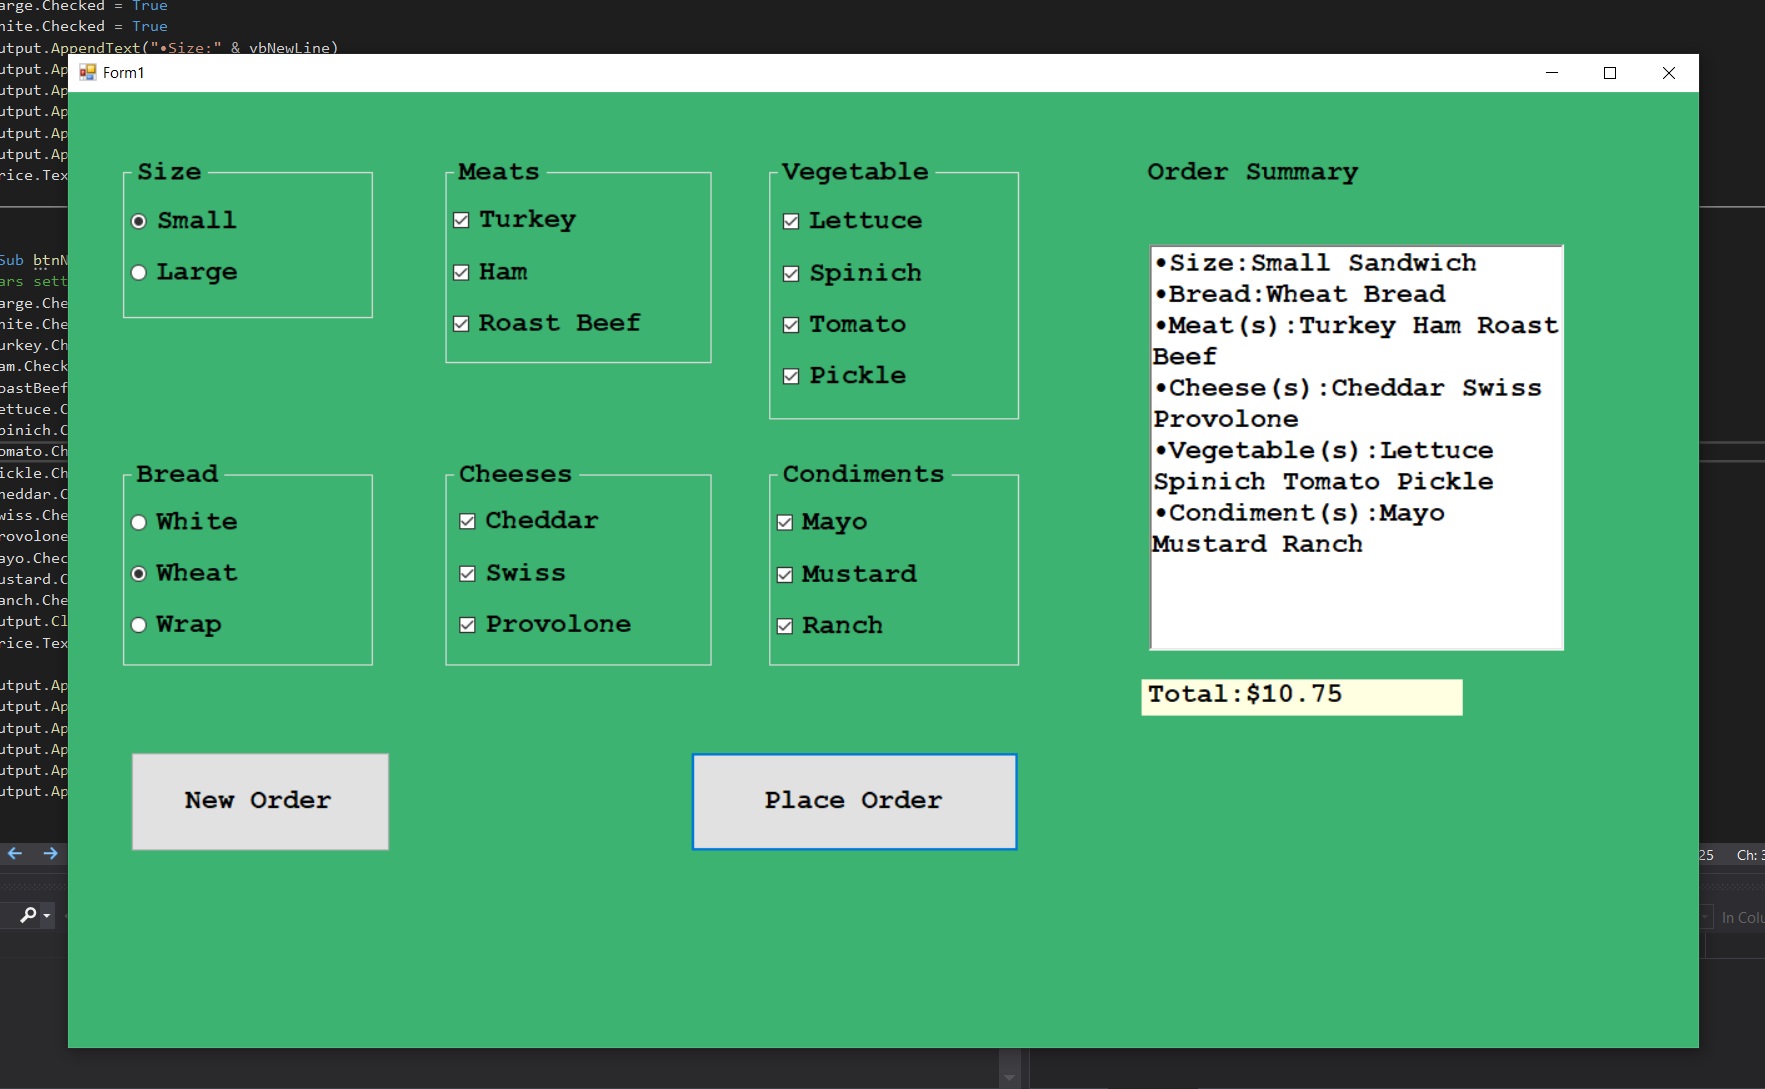 arge.Checked = True
hite.Checked = True
utput.AppendText("•Size:" & vbNewLine)
utput.Ap
utput.Ap
utput.Ap
utput.Ap
utput.Ap
rice.Tex
Sub btnN
ars sett
arge.Che
hite.Che
urkey.Ch
am.Check
oastBeef
ettuce.C
pinich.C
omato.Ch
ickle.Ch
heddar.C
wiss.Che
rovolone
ayo.Chec
ustard.C
anch.Che
utput.Cl
rice.Tex
utput.Ap
utput.Ap
utput.Ap
utput.Ap
utput.Ap
utput.Ap
Form1
Size
Small
Large
Meats
Turkey
Ham
Roast Beef
Vegetable
Lettuce
Spinich
Tomato
Pickle
Bread
White
Wheat
Wrap
Cheeses
Cheddar
Swiss
Provolone
Condiments
Mayo
Mustard
Ranch
Order Summary
•Size:Small Sandwich
•Bread:Wheat Bread
•Meat(s):Turkey Ham Roast
Beef
•Cheese(s):Cheddar Swiss
Provolone
•Vegetable(s):Lettuce
Spinich Tomato Pickle
•Condiment(s):Mayo
Mustard Ranch
Total:$10.75
New Order
Place Order
25 Ch: 3
In Colu